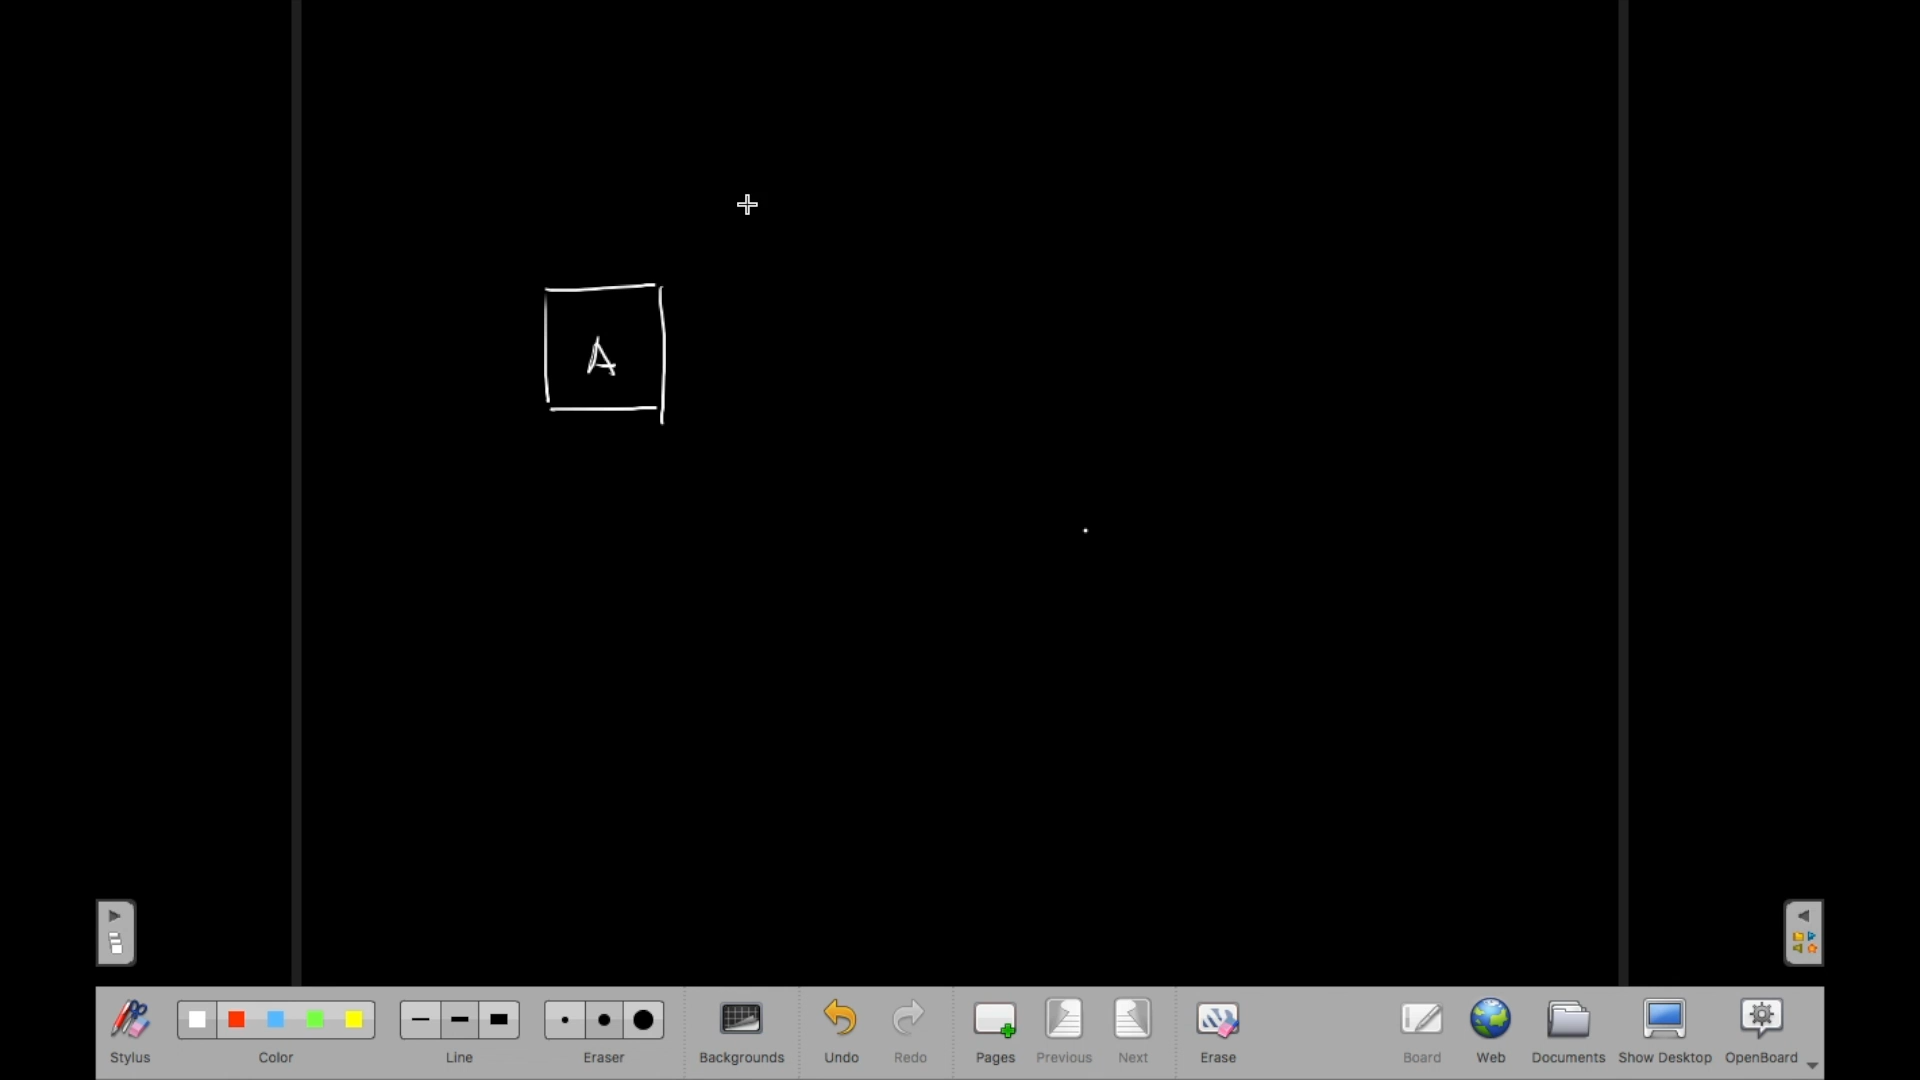 A
Stylus
Color
Line
Eraser
Backgrounds
Undo
Redo
Pages
Previous
Next
Erase
Board
Web
Documents
Show Desktop
OpenBoard